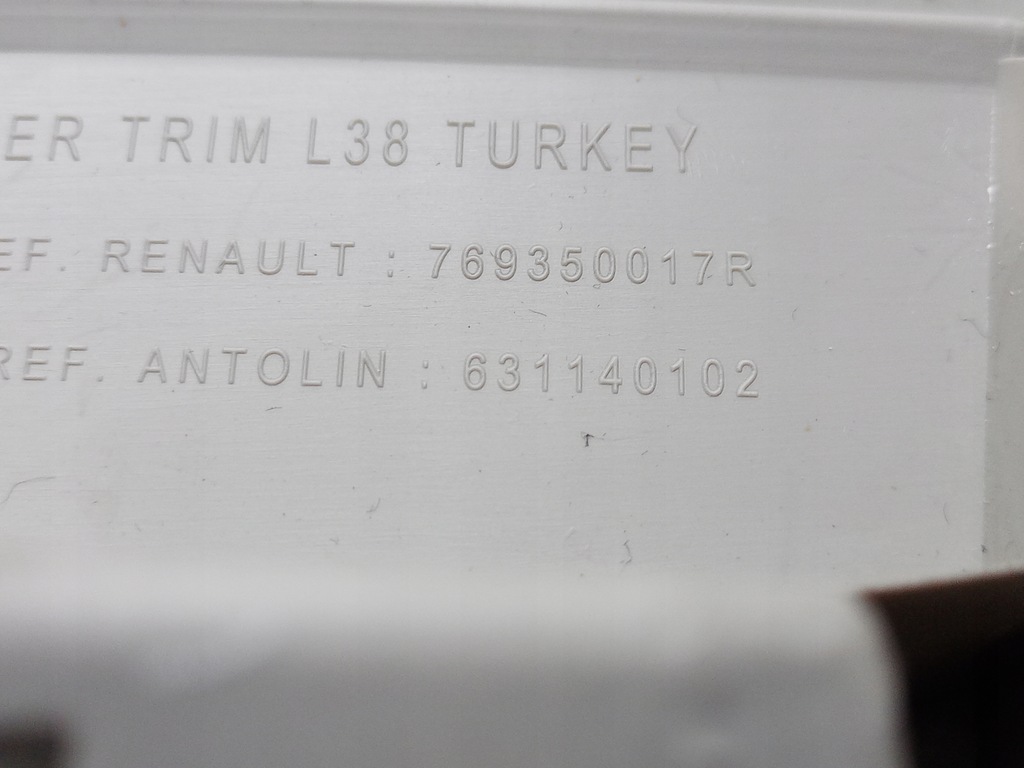 ER TRIM L38 TURKEY
EF. RENAULT : 769350017R
REF. ANTOLIN : 631140102